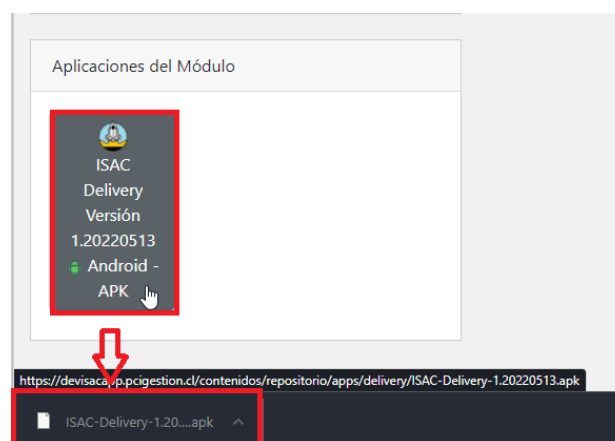 Aplicaciones del Módulo
ISAC
Delivery
Versión
1.20220513
Android -
APK
https://devisacapp.pcigestion.cl/contenidos/repositorio/apps/delivery/ISAC-Delivery-1.20220513.apk
ISAC-Delivery-1.20....apk